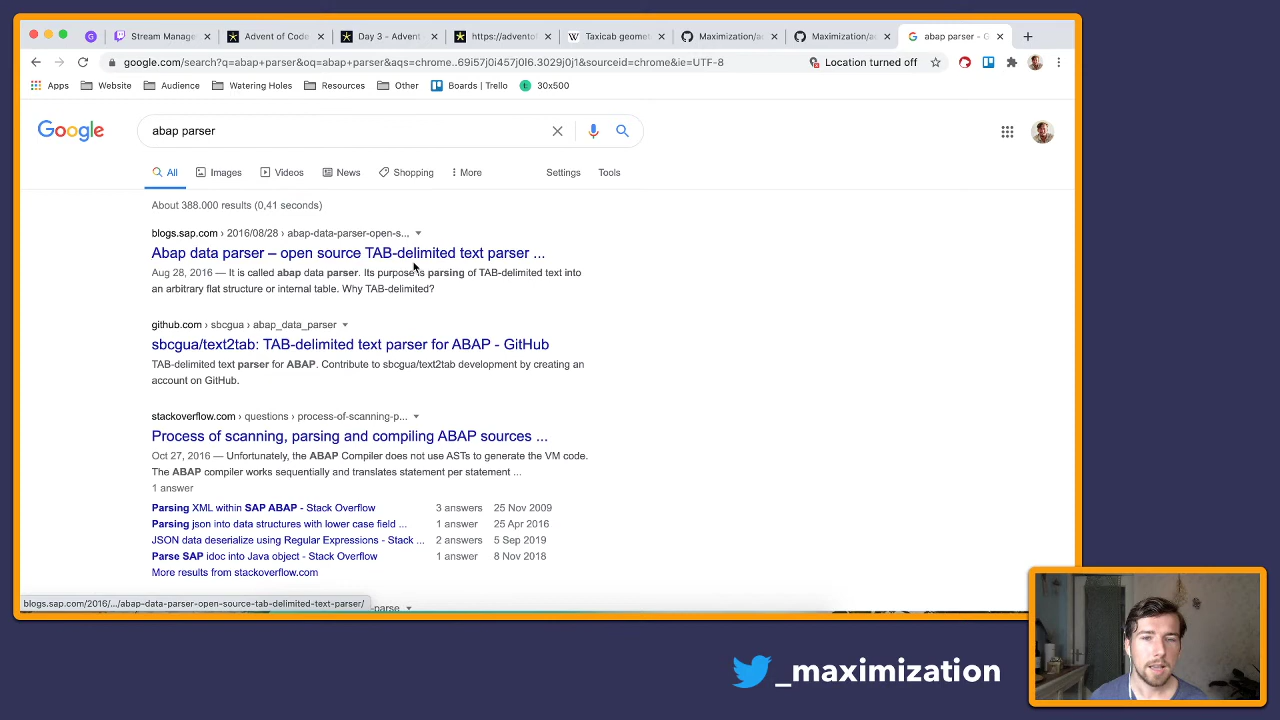 Stream Manage
Advent of Code
Day 3 - Advent
https://advento
Taxicab geomet
Maximization/ac
Maximization/a
abap parser - G
google.com/search?q=abap+parser&oq=abap+parser&aqs=chrome..69i57j0i457j0l6.3029j0j1&sourceid=chrome&ie=UTF-8
Location turned off
Apps
Website
Audience
Watering Holes
Resources
Other
Boards | Trello
30x500
Google
abap parser
All
Images
Videos
News
Shopping
More
Settings
Tools
About 388.000 results (0,41 seconds)
blogs.sap.com › 2016/08/28 › abap-data-parser-open-s...
Abap data parser – open source TAB-delimited text parser ...
Aug 28, 2016 — It is called abap data parser. Its purpose is parsing of TAB-delimited text into
an arbitrary flat structure or internal table. Why TAB-delimited?
github.com › sbcgua › abap_data_parser
sbcgua/text2tab: TAB-delimited text parser for ABAP - GitHub
TAB-delimited text parser for ABAP. Contribute to sbcgua/text2tab development by creating an
account on GitHub.
stackoverflow.com › questions › process-of-scanning-p...
Process of scanning, parsing and compiling ABAP sources ...
Oct 27, 2016 — Unfortunately, the ABAP Compiler does not use ASTs to generate the VM code.
The ABAP compiler works sequentially and translates statement per statement ...
1 answer
Parsing XML within SAP ABAP - Stack Overflow 3 answers 25 Nov 2009
Parsing json into data structures with lower case field ... 1 answer 25 Apr 2016
JSON data deserialize using Regular Expressions - Stack ... 2 answers 5 Sep 2019
Parse SAP idoc into Java object - Stack Overflow 1 answer 8 Nov 2018
More results from stackoverflow.com
blogs.sap.com/2016/.../abap-data-parser-open-source-tab-delimited-text-parser/
-parse
_maximization